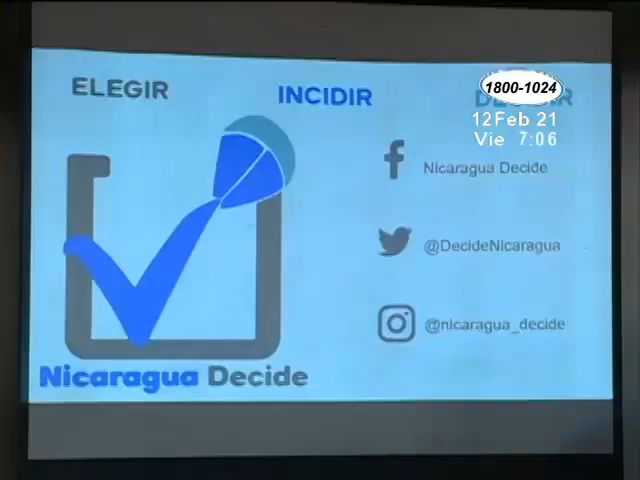 ELEGIR
INCIDIR
1800-1024
12Feb 21
Vie 7:06
Nicaragua Decide
@DecideNicaragua
@nicaragua_decide
Nicaragua Decide